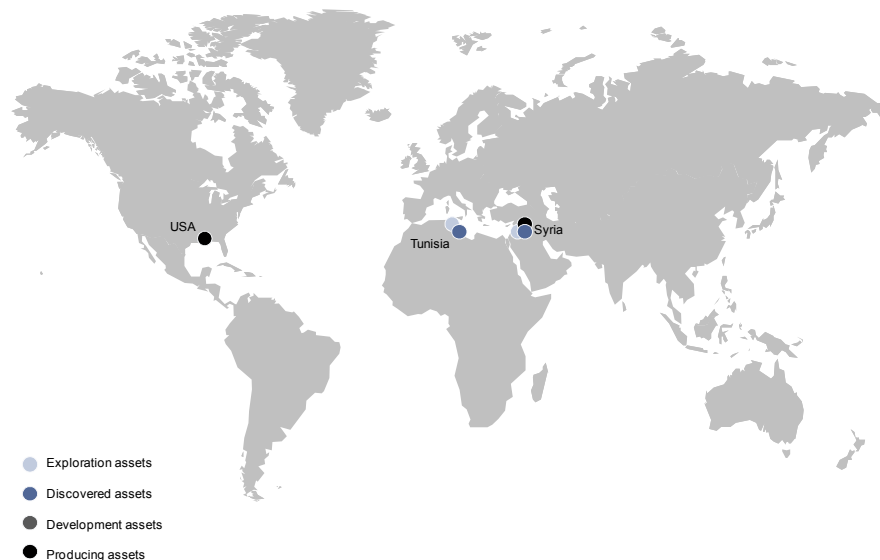 USA
Syria
Tunisia
Exploration assets
Discovered assets
Development assets
Producing assets